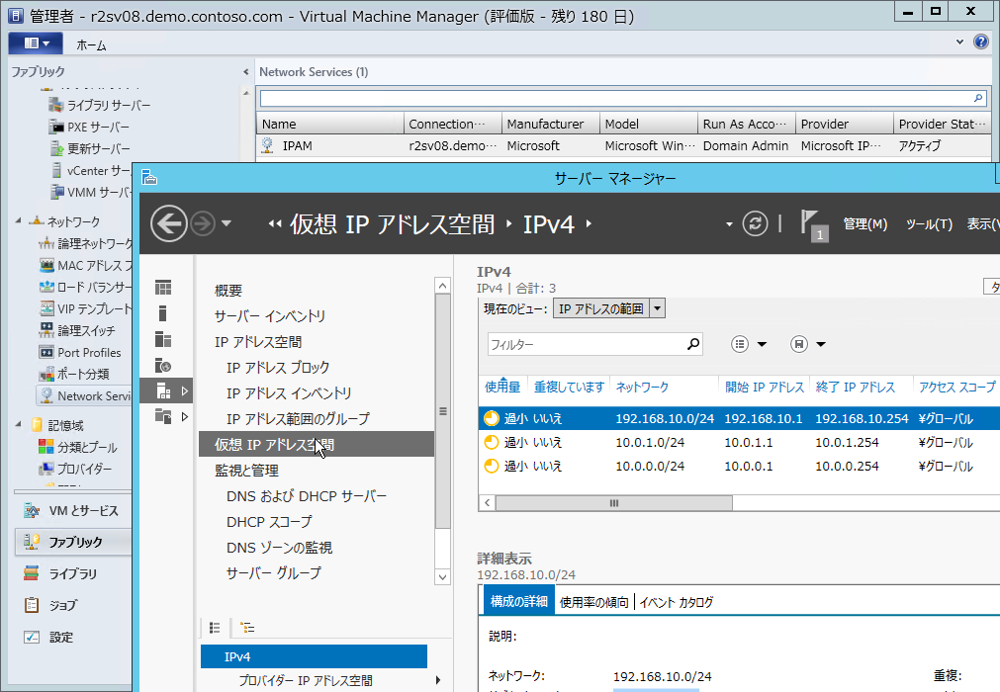 管理者 - r2sv08.demo.contoso.com - Virtual Machine Manager (評価版 - 残り 180 日)
ホーム
ファブリック
ライブラリ サーバー
PXE サーバー
更新サーバー
vCenter サー
VMM サーバー
ネットワーク
論理ネットワーク
MAC アドレス プ
ロード バランサー
VIP テンプレート
論理スイッチ
Port Profiles
ポート分類
Network Servi
記憶域
分類とプール
プロバイダー
VM とサービス
ファブリック
ライブラリ
ジョブ
設定
Network Services (1)
Name Connection… Manufacturer Model Run As Acco… Provider Provider Stat…
IPAM r2sv08.demo… Microsoft Microsoft Win… Domain Admin Microsoft IP… アクティブ
サーバー マネージャー
仮想 IP アドレス空間 IPv4
1
管理(M) ツール(T) 表示(V
概要
サーバー インベントリ
IP アドレス空間
IP アドレス ブロック
IP アドレス インベントリ
IP アドレス範囲のグループ
仮想 IP アドレス空間
監視と管理
DNS および DHCP サーバー
DHCP スコープ
DNS ゾーンの監視
サーバー グループ
IPv4
プロバイダー IP アドレス空間
IPv4
IPv4 | 合計: 3
タ
現在のビュー: IP アドレスの範囲
フィルター
使用量 重複しています ネットワーク 開始 IP アドレス 終了 IP アドレス アクセス スコープ
過小 いいえ 192.168.10.0/24 192.168.10.1 192.168.10.254 ¥グローバル
過小 いいえ 10.0.1.0/24 10.0.1.1 10.0.1.254 ¥グローバル
過小 いいえ 10.0.0.0/24 10.0.0.1 10.0.0.254 ¥グローバル
詳細表示
192.168.10.0/24
構成の詳細 使用率の傾向 イベント カタログ
説明:
ネットワーク: 192.168.10.0/24 重複: